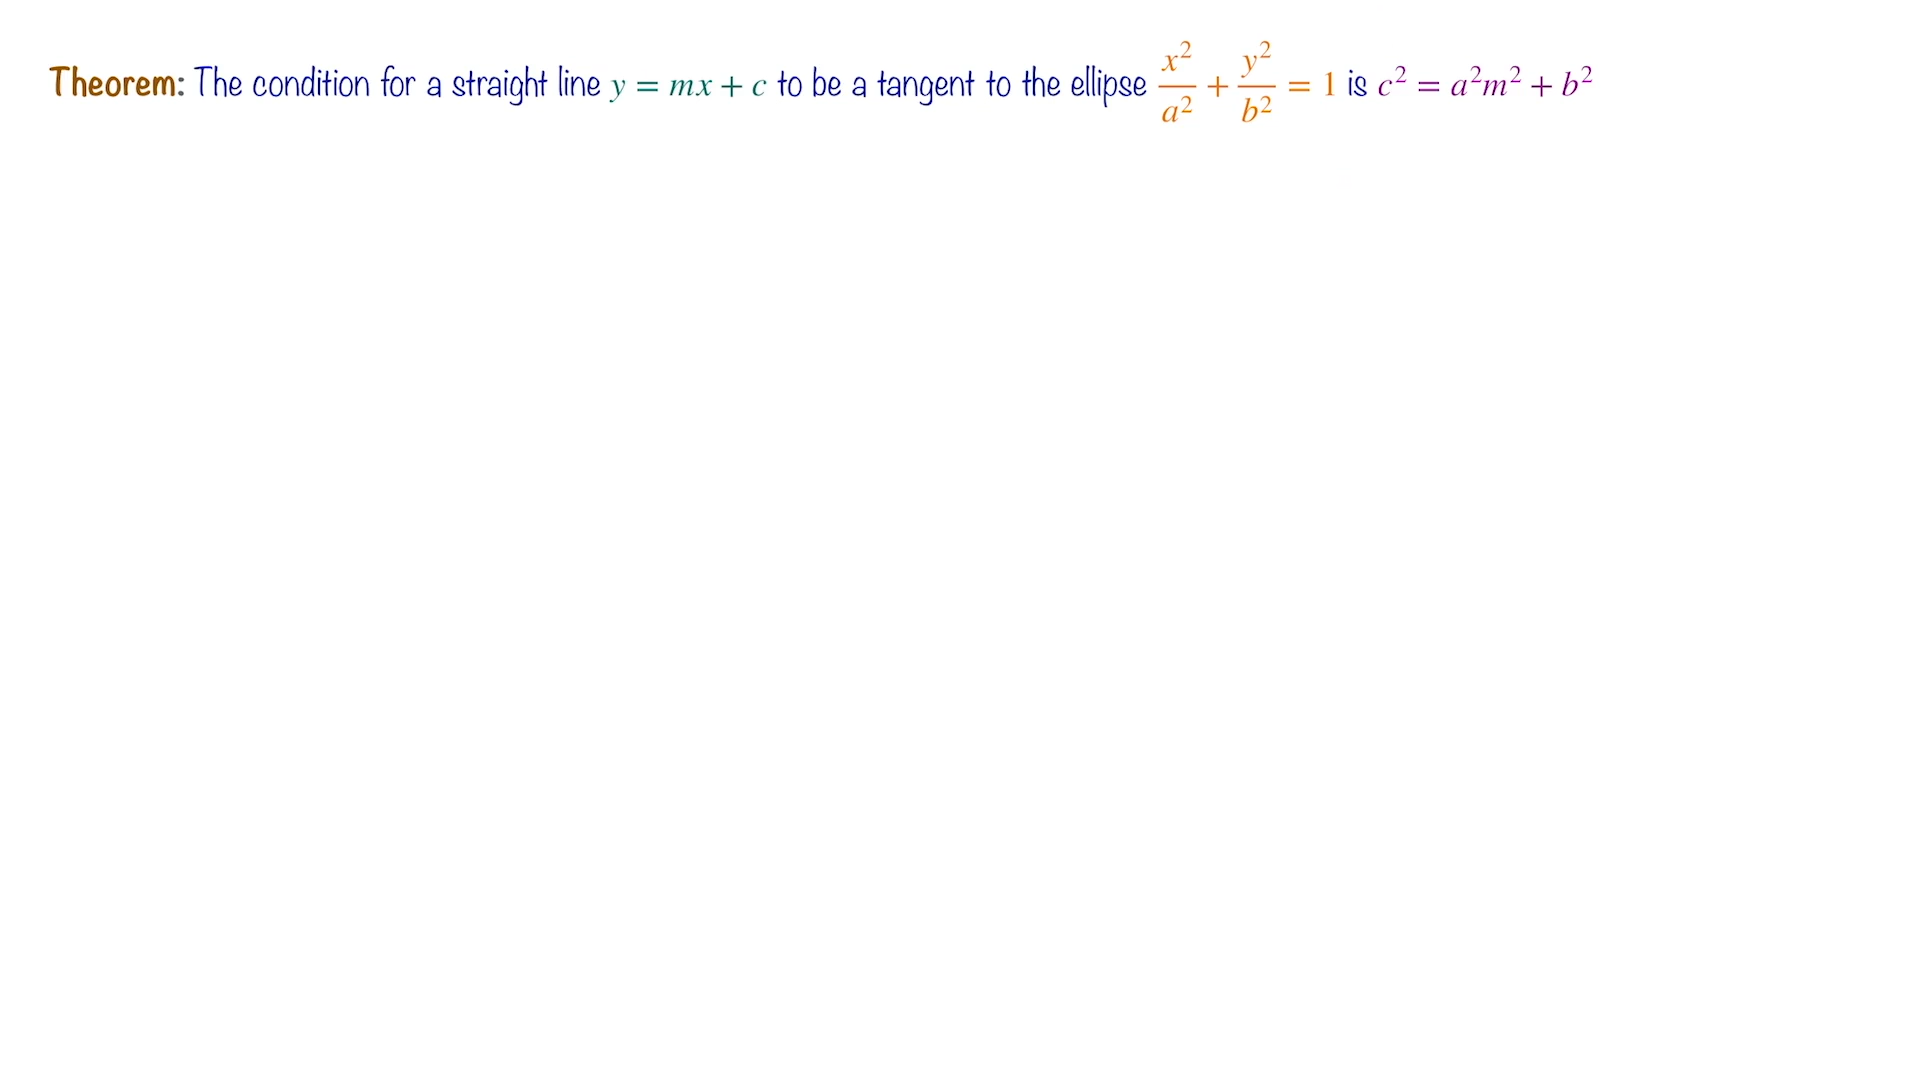 Theorem: The condition for a straight line y = mx + c to be a tangent to the ellipse x²/a² + y²/b² = 1 is c² = a²m² + b²